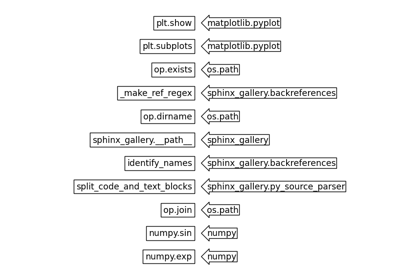 plt.show matplotlib.pyplot
plt.subplots matplotlib.pyplot
op.exists os.path
_make_ref_regex sphinx_gallery.backreferences
op.dirname os.path
sphinx_gallery.__path__ sphinx_gallery
identify_names sphinx_gallery.backreferences
split_code_and_text_blocks sphinx_gallery.py_source_parser
op.join os.path
numpy.sin numpy
numpy.exp numpy